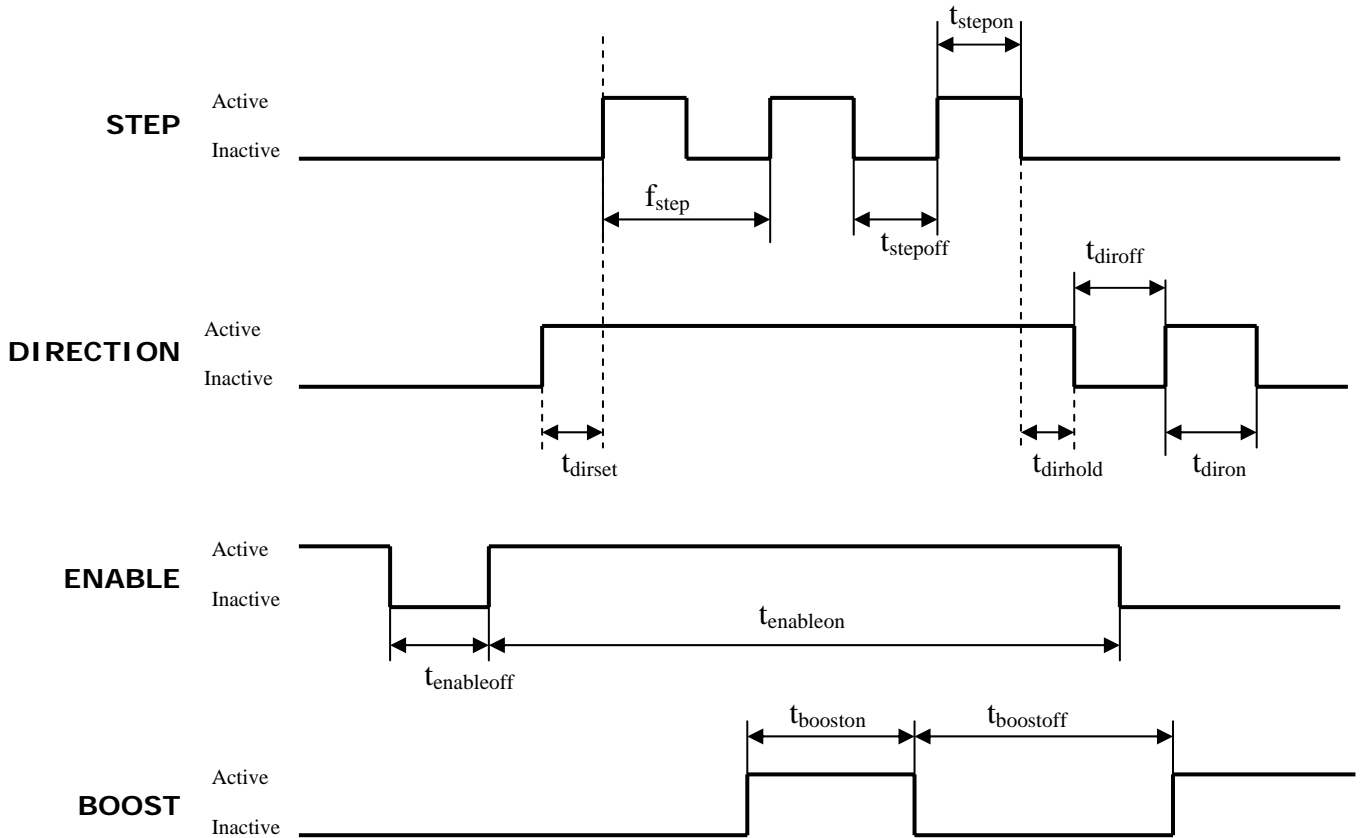 t_stepon
Active
STEP
Inactive
f_step
t_stepoff
t_diroff
Active
DIRECTION
Inactive
t_dirset
t_dirhold
t_diron
Active
ENABLE
Inactive
t_enableon
t_enableoff
t_booston
t_boostoff
Active
BOOST
Inactive